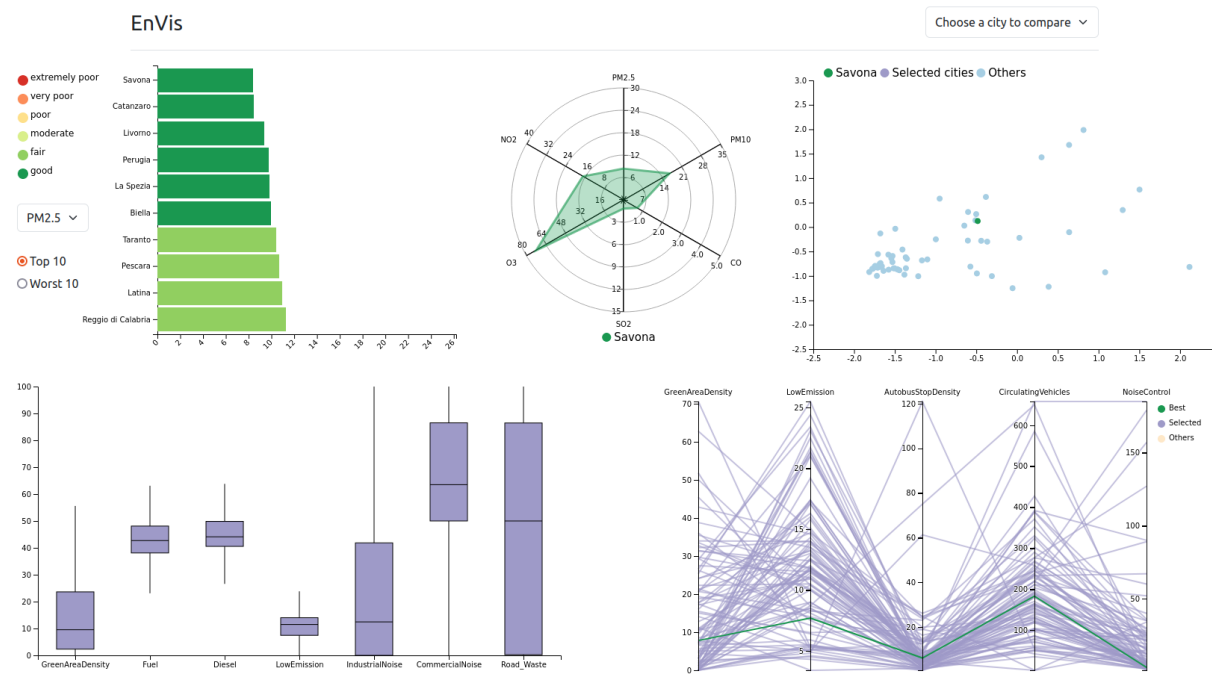 EnVis
Choose a city to compare
extremely poor
very poor
poor
moderate
fair
good
PM2.5
Top 10
Worst 10
Savona
Catanzaro
Livorno
Perugia
La Spezia
Biella
Taranto
Pescara
Latina
Reggio di Calabria
0 2 4 6 8 10 12 14 16 18 20 22 24 26
PM2.5
30
24
18
12
6
PM10
35
28
21
14
7
CO
5.0
4.0
3.0
2.0
1.0
SO2
15
12
9
6
3
O3
80
64
48
32
16
NO2
40
32
24
16
8
Savona
Savona Selected cities Others
3.0
2.5
2.0
1.5
1.0
0.5
0.0
-0.5
-1.0
-1.5
-2.0
-2.5
-2.5 -2.0 -1.5 -1.0 -0.5 0.0 0.5 1.0 1.5 2.0
100
90
80
70
60
50
40
30
20
10
0
GreenAreaDensity Fuel Diesel LowEmission IndustrialNoise CommercialNoise Road_Waste
GreenAreaDensity LowEmission AutobusStopDensity CirculatingVehicles NoiseControl
70
60
50
40
30
20
10
0
25
20
15
10
5
120
100
80
60
40
20
0
600
500
400
300
200
100
150
100
50
Best
Selected
Others